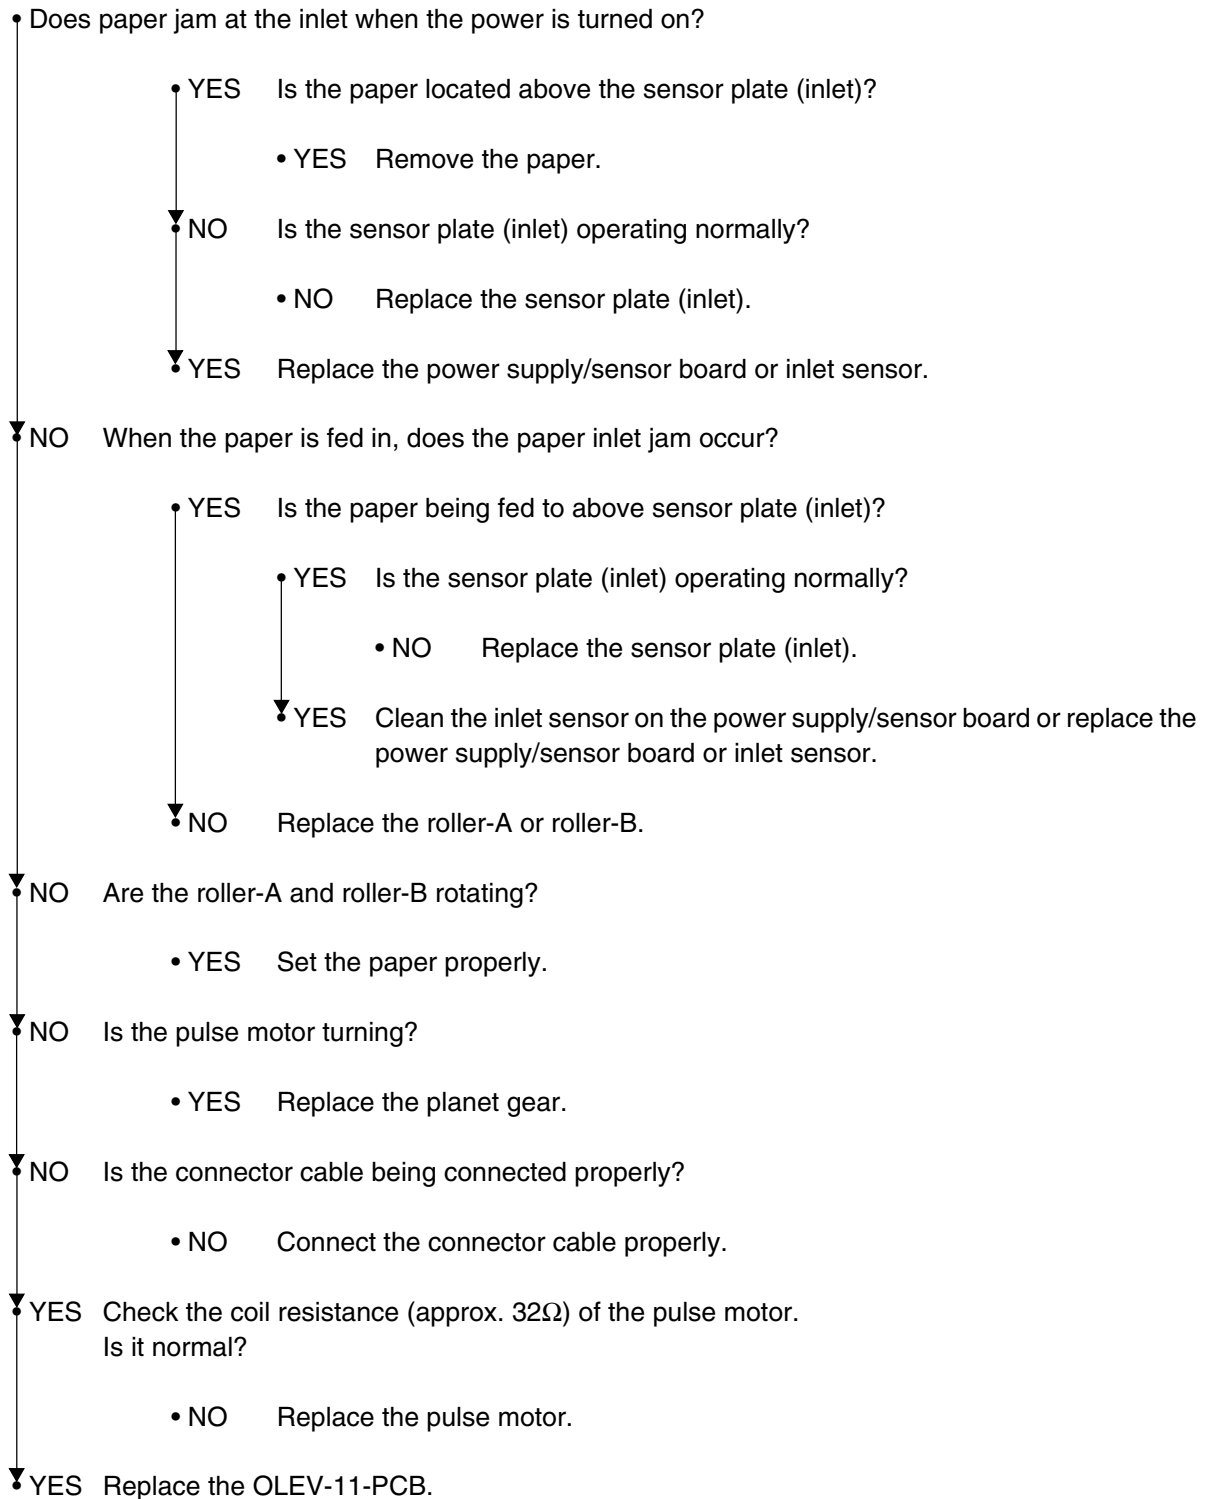 • Does paper jam at the inlet when the power is turned on?
• YES Is the paper located above the sensor plate (inlet)?
• YES Remove the paper.
• NO Is the sensor plate (inlet) operating normally?
• NO Replace the sensor plate (inlet).
• YES Replace the power supply/sensor board or inlet sensor.
• NO When the paper is fed in, does the paper inlet jam occur?
• YES Is the paper being fed to above sensor plate (inlet)?
• YES Is the sensor plate (inlet) operating normally?
• NO Replace the sensor plate (inlet).
• YES Clean the inlet sensor on the power supply/sensor board or replace the
power supply/sensor board or inlet sensor.
• NO Replace the roller-A or roller-B.
• NO Are the roller-A and roller-B rotating?
• YES Set the paper properly.
• NO Is the pulse motor turning?
• YES Replace the planet gear.
• NO Is the connector cable being connected properly?
• NO Connect the connector cable properly.
• YES Check the coil resistance (approx. 32Ω) of the pulse motor.
Is it normal?
• NO Replace the pulse motor.
• YES Replace the OLEV-11-PCB.